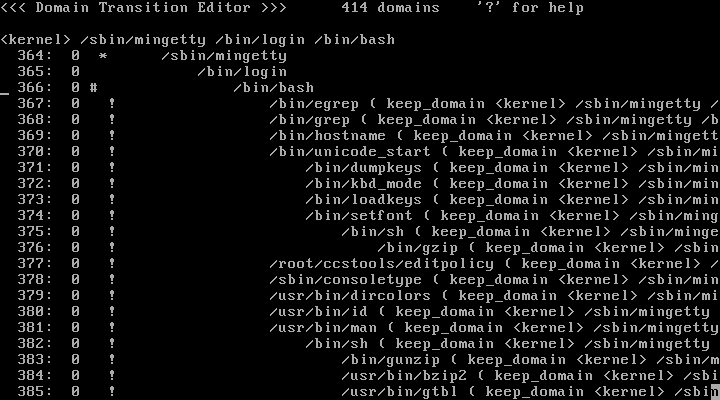 <<< Domain Transition Editor >>>      414 domains    '?' for help
<kernel> /sbin/mingetty /bin/login /bin/bash
364:  0  *      /sbin/mingetty
365:  0             /bin/login
_ 366:  0 #               /bin/bash
367:  0   !                 /bin/egrep ( keep_domain <kernel> /sbin/mingetty /
368:  0   !                 /bin/grep ( keep_domain <kernel> /sbin/mingetty /b
369:  0   !                 /bin/hostname ( keep_domain <kernel> /sbin/mingett
370:  0   !                 /bin/unicode_start ( keep_domain <kernel> /sbin/mi
371:  0   !                     /bin/dumpkeys ( keep_domain <kernel> /sbin/min
372:  0   !                     /bin/kbd_mode ( keep_domain <kernel> /sbin/min
373:  0   !                     /bin/loadkeys ( keep_domain <kernel> /sbin/min
374:  0   !                     /bin/setfont ( keep_domain <kernel> /sbin/ming
375:  0   !                         /bin/sh ( keep_domain <kernel> /sbin/minge
376:  0   !                             /bin/gzip ( keep_domain <kernel> /sbin
377:  0   !                 /root/ccstools/editpolicy ( keep_domain <kernel> /
378:  0   !                 /sbin/consoletype ( keep_domain <kernel> /sbin/min
379:  0   !                 /usr/bin/dircolors ( keep_domain <kernel> /sbin/mi
380:  0   !                 /usr/bin/id ( keep_domain <kernel> /sbin/mingetty
381:  0   !                 /usr/bin/man ( keep_domain <kernel> /sbin/mingetty
382:  0   !                     /bin/sh ( keep_domain <kernel> /sbin/mingetty
383:  0   !                         /bin/gunzip ( keep_domain <kernel> /sbin/m
384:  0   !                         /usr/bin/bzip2 ( keep_domain <kernel> /sbi
385:  0   !                         /usr/bin/gtbl ( keep_domain <kernel> /sbin